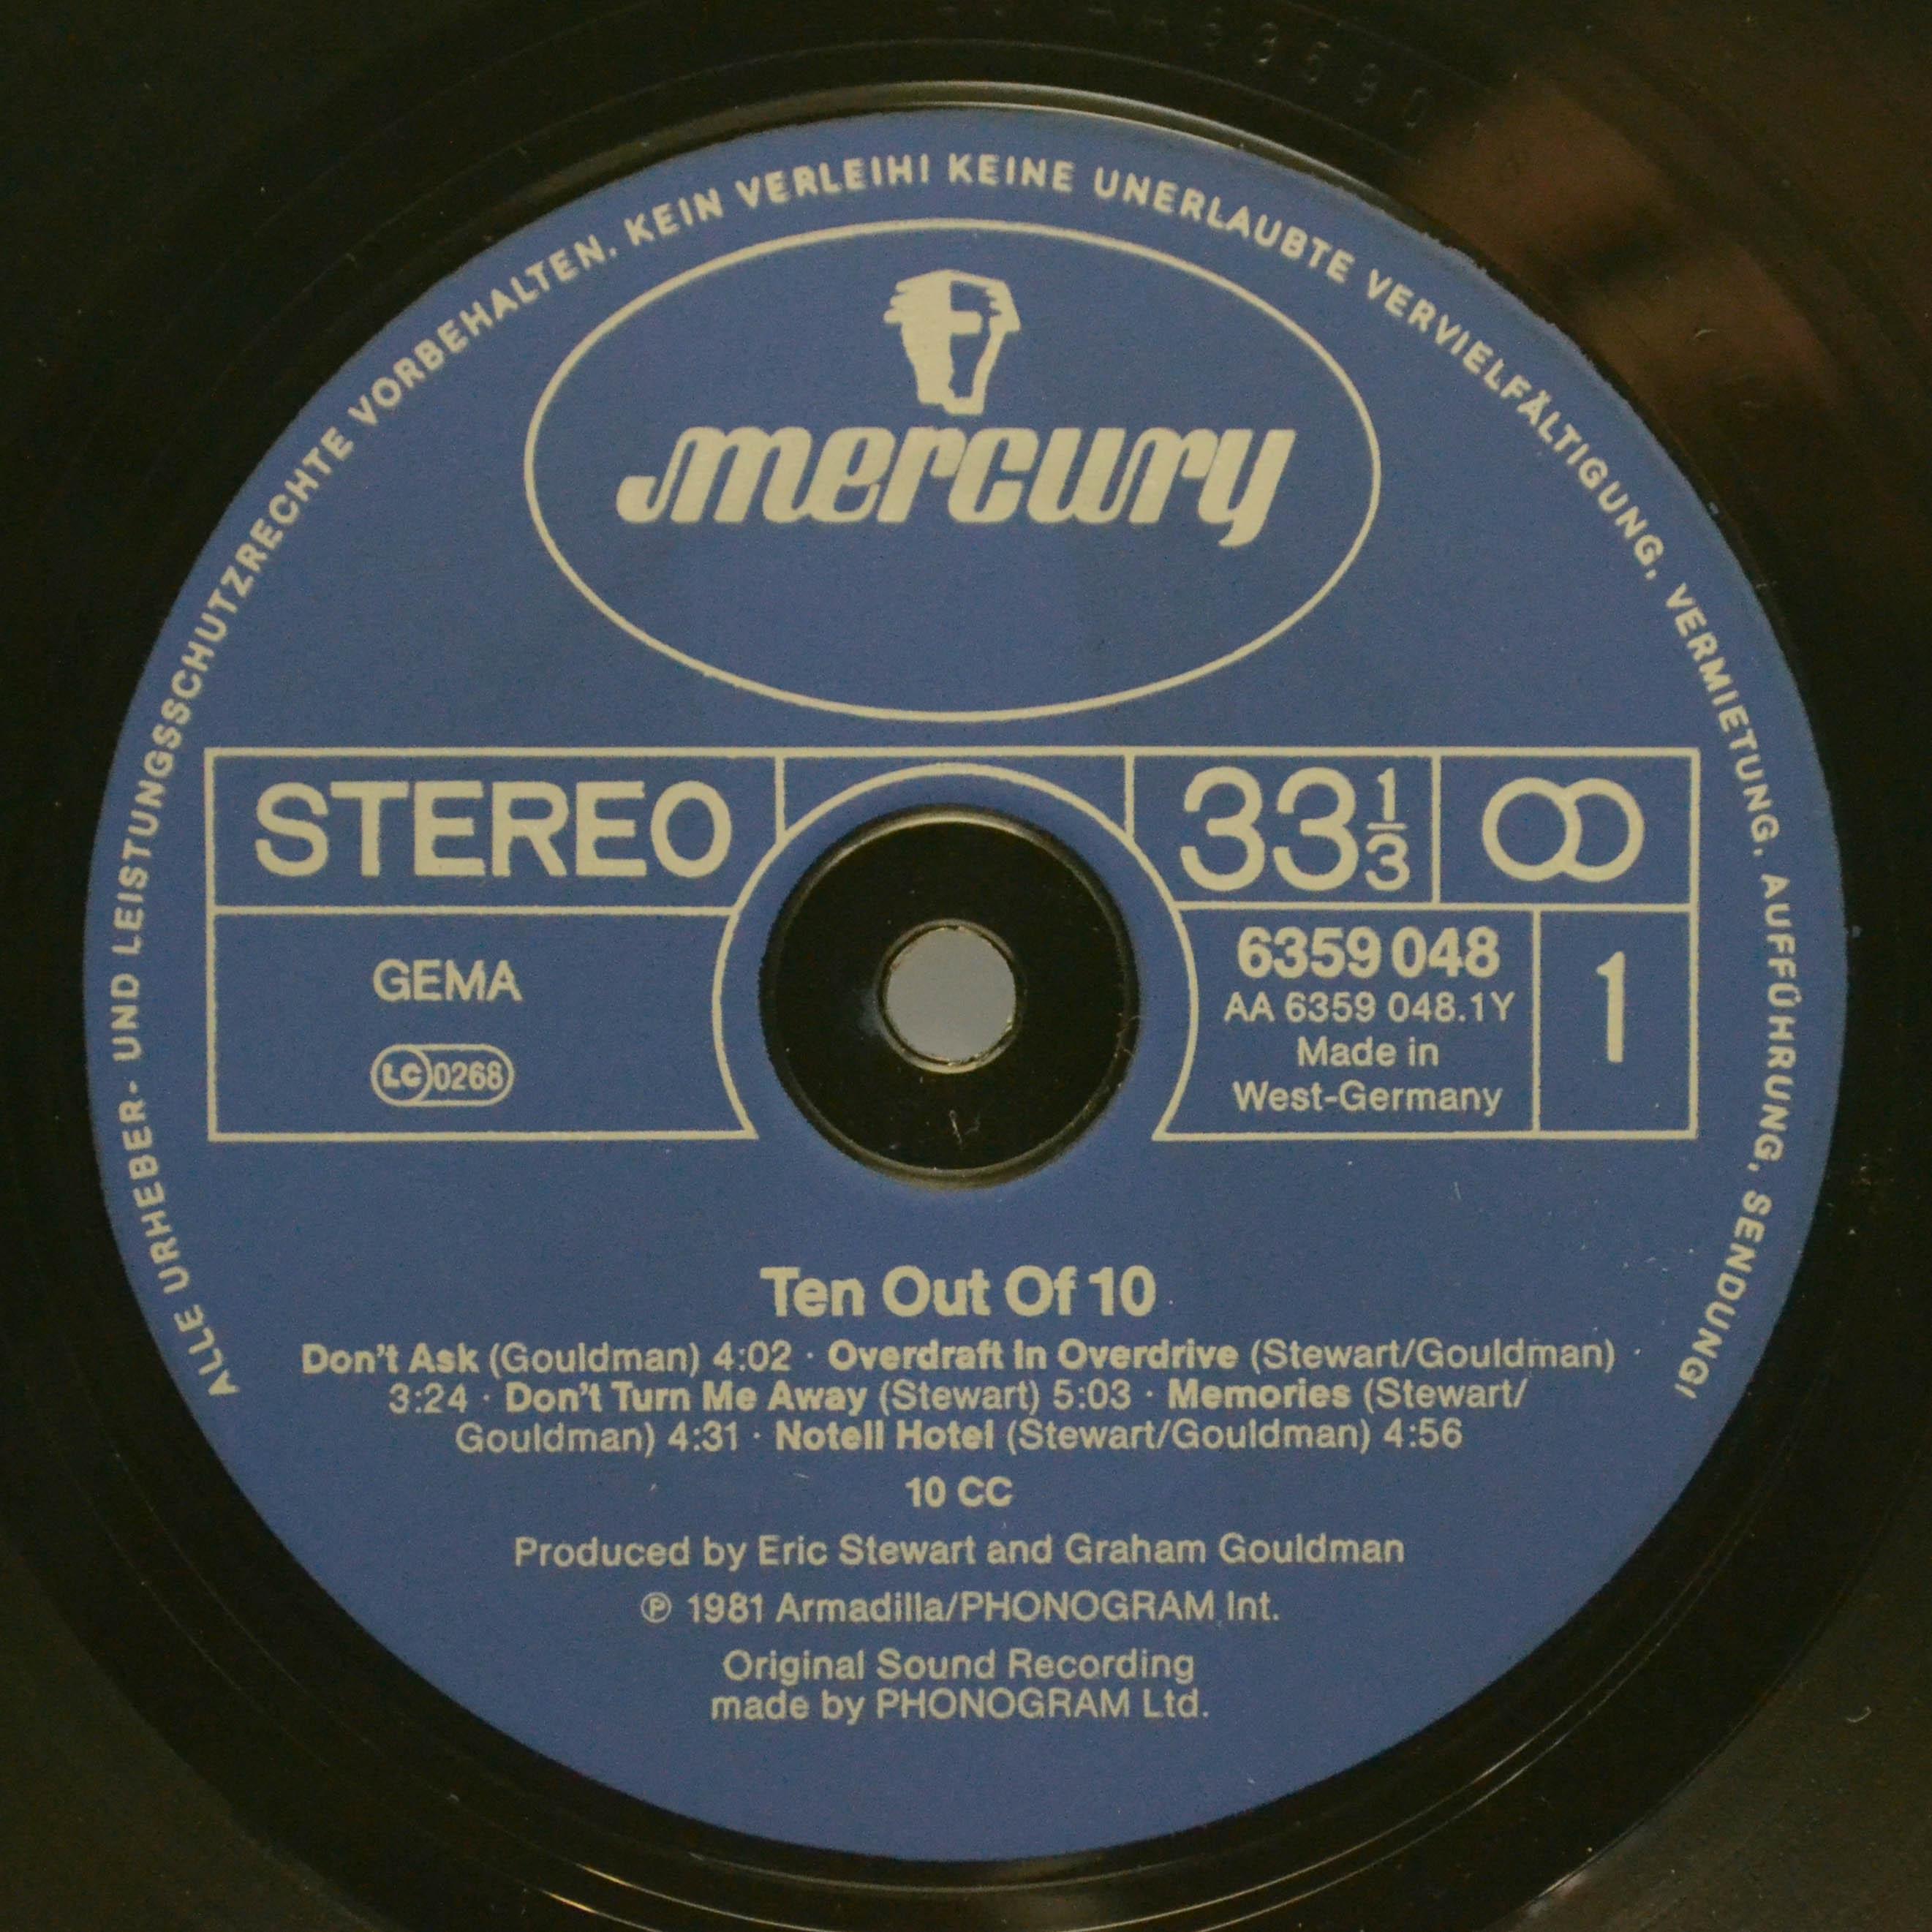 ALLE URHEBER- UND LEISTUNGSSCHUTZRECHTE VORBEHALTEN. KEIN VERLEIH! KEINE UNERLAUBTE VERVIELFÄLTIGUNG, VERMIETUNG, AUFFÜHRUNG, SENDUNG!
mercury
STEREO
33 1/3
GEMA
LC 0268
6359 048
AA 6359 048.1Y
Made in
West-Germany
1
Ten Out Of 10
Don't Ask (Gouldman) 4:02 · Overdraft In Overdrive (Stewart/Gouldman)
3:24 · Don't Turn Me Away (Stewart) 5:03 · Memories (Stewart/
Gouldman) 4:31 · Notell Hotel (Stewart/Gouldman) 4:56
10 CC
Produced by Eric Stewart and Graham Gouldman
℗ 1981 Armadilla/PHONOGRAM Int.
Original Sound Recording
made by PHONOGRAM Ltd.